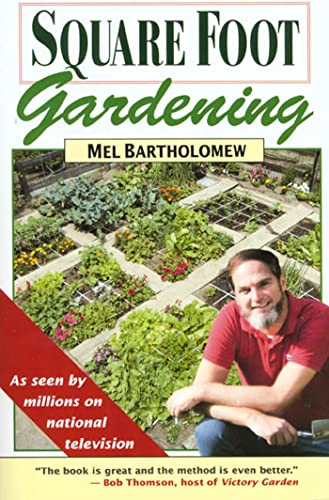 SQUARE FOOT
Gardening
MEL BARTHOLOMEW
As seen by
millions on
national
television
"The book is great and the method is even better."
— Bob Thomson, host of Victory Garden